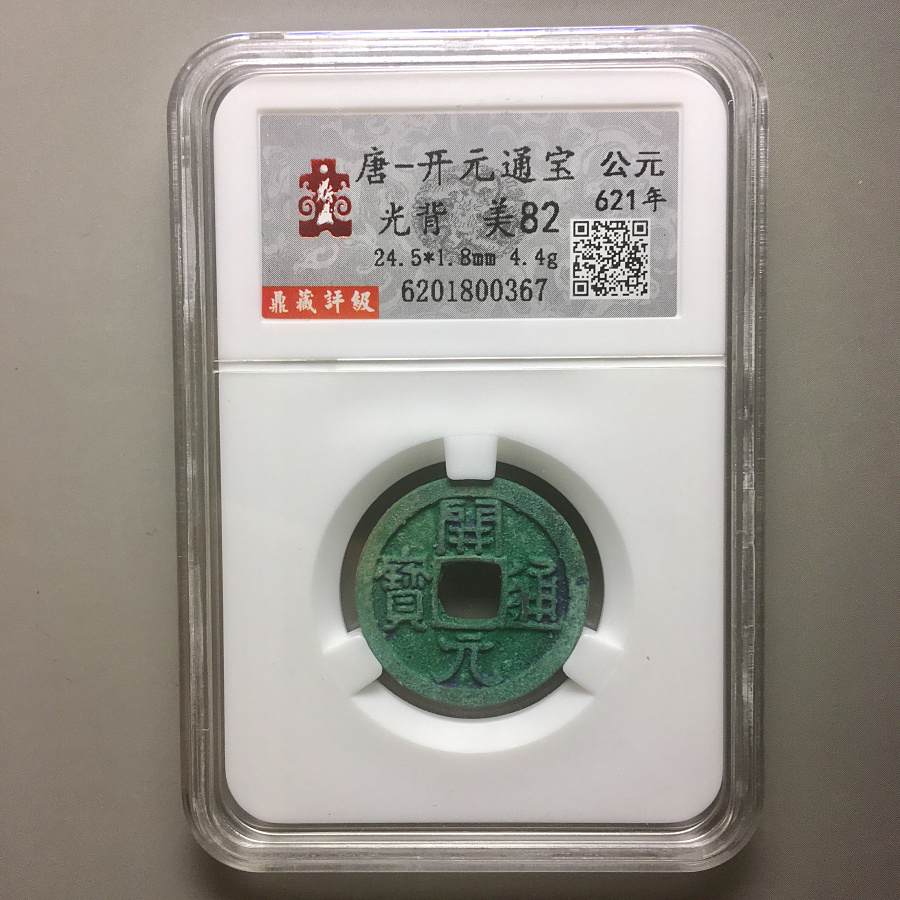 唐-开元通宝 公元
621年
光背 美82
24.5*1.8mm 4.4g
鼎藏評級 6201800367
開
寶 通
元